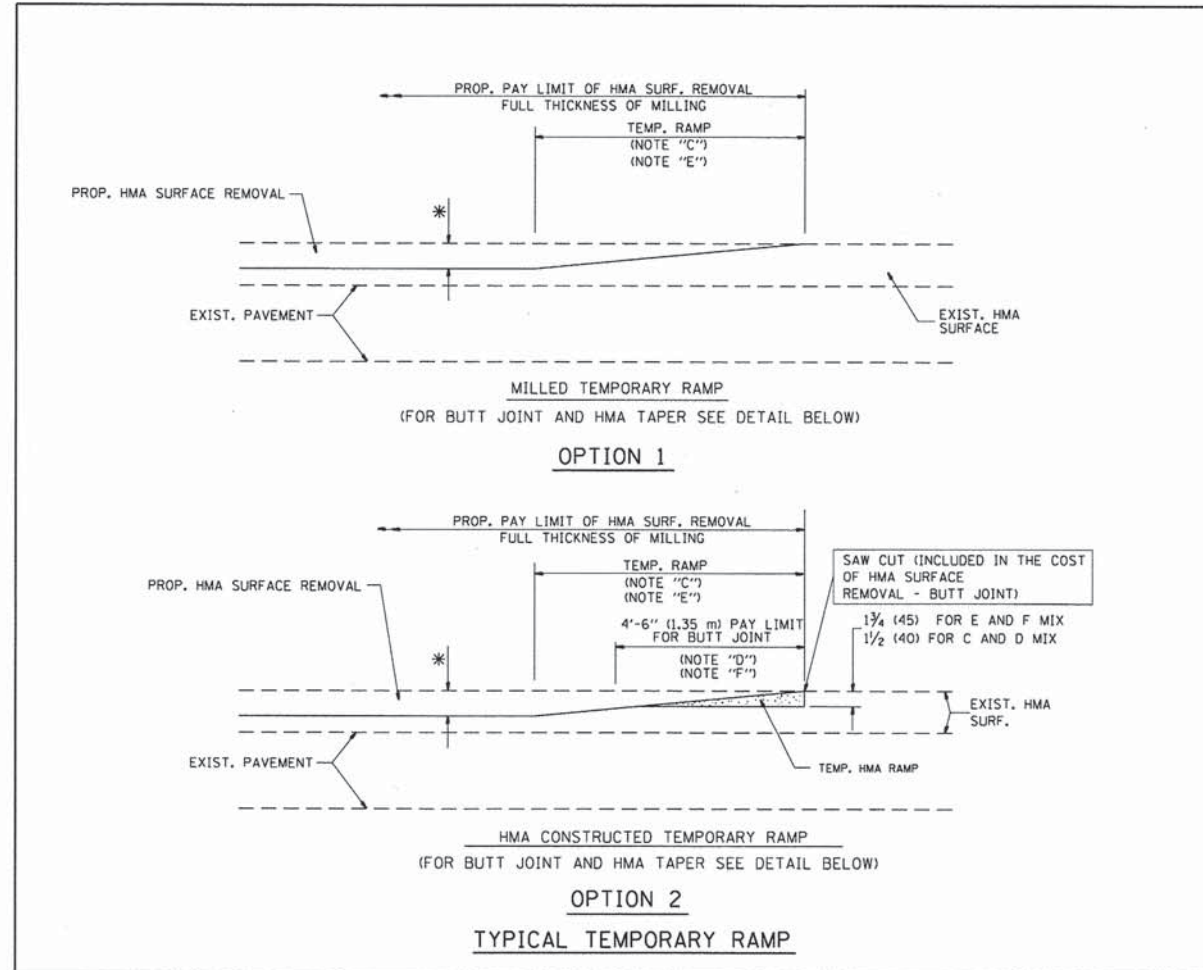 PROP. PAY LIMIT OF HMA SURF. REMOVAL
FULL THICKNESS OF MILLING
TEMP. RAMP
(NOTE "C")
(NOTE "E")
PROP. HMA SURFACE REMOVAL
*
EXIST. PAVEMENT
EXIST. HMA
SURFACE
MILLED TEMPORARY RAMP
(FOR BUTT JOINT AND HMA TAPER SEE DETAIL BELOW)
OPTION 1
PROP. PAY LIMIT OF HMA SURF. REMOVAL
FULL THICKNESS OF MILLING
TEMP. RAMP
(NOTE "C")
(NOTE "E")
4'-6" (1.35 m) PAY LIMIT
FOR BUTT JOINT
(NOTE "D")
(NOTE "F")
SAW CUT (INCLUDED IN THE COST
OF HMA SURFACE
REMOVAL - BUTT JOINT)
1¾ (45) FOR E AND F MIX
1½ (40) FOR C AND D MIX
PROP. HMA SURFACE REMOVAL
*
EXIST. HMA
SURF.
EXIST. PAVEMENT
TEMP. HMA RAMP
HMA CONSTRUCTED TEMPORARY RAMP
(FOR BUTT JOINT AND HMA TAPER SEE DETAIL BELOW)
OPTION 2
TYPICAL TEMPORARY RAMP